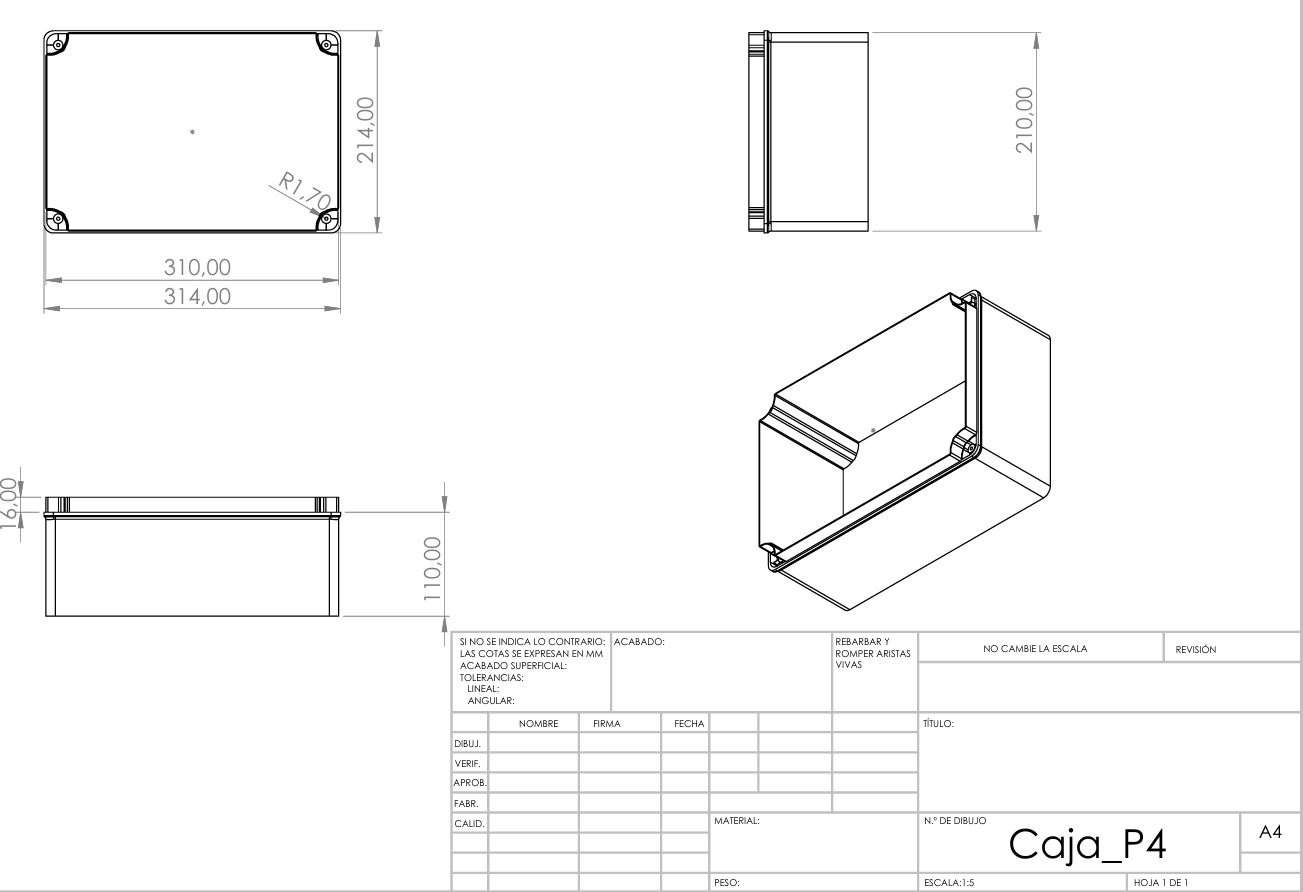 214,00
R1,70
310,00
314,00
210,00
16,00
110,00
SI NO SE INDICA LO CONTRARIO:
LAS COTAS SE EXPRESAN EN MM
ACABADO SUPERFICIAL:
TOLERANCIAS:
LINEAL:
ANGULAR:
ACABADO:
REBARBAR Y
ROMPER ARISTAS
VIVAS
NO CAMBIE LA ESCALA
REVISIÓN
NOMBRE
FIRMA
FECHA
TÍTULO:
DIBUJ.
VERIF.
APROB.
FABR.
CALID.
MATERIAL:
N.º DE DIBUJO
Caja_P4
A4
PESO:
ESCALA:1:5
HOJA 1 DE 1